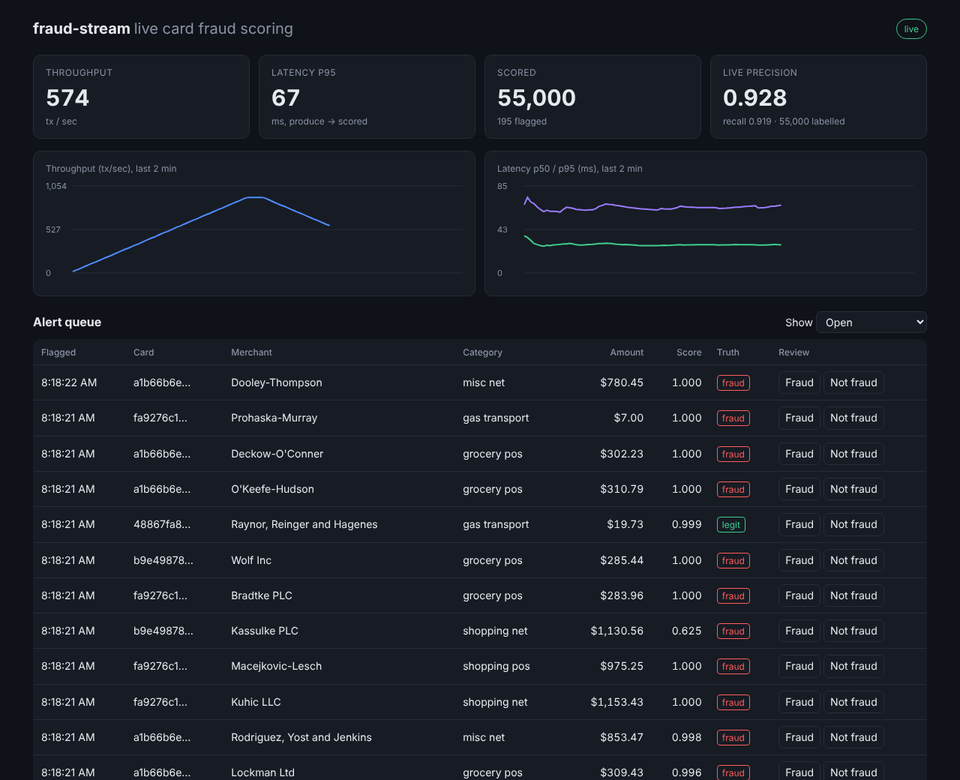 fraud-stream live card fraud scoring
live
THROUGHPUT
574
tx / sec
LATENCY P95
67
ms, produce → scored
SCORED
55,000
195 flagged
LIVE PRECISION
0.928
recall 0.919 · 55,000 labelled
Throughput (tx/sec), last 2 min
1,054
527
0
Latency p50 / p95 (ms), last 2 min
85
43
0
Alert queue
Show Open
Flagged Card Merchant Category Amount Score Truth Review
8:18:22 AM a1b66b6e... Dooley-Thompson misc net $780.45 1.000 fraud Fraud Not fraud
8:18:21 AM fa9276c1... Prohaska-Murray gas transport $7.00 1.000 fraud Fraud Not fraud
8:18:21 AM a1b66b6e... Deckow-O'Conner grocery pos $302.23 1.000 fraud Fraud Not fraud
8:18:21 AM a1b66b6e... O'Keefe-Hudson grocery pos $310.79 1.000 fraud Fraud Not fraud
8:18:21 AM 48867fa8... Raynor, Reinger and Hagenes gas transport $19.73 0.999 legit Fraud Not fraud
8:18:21 AM b9e49878... Wolf Inc grocery pos $285.44 1.000 fraud Fraud Not fraud
8:18:21 AM fa9276c1... Bradtke PLC grocery pos $283.96 1.000 fraud Fraud Not fraud
8:18:21 AM b9e49878... Kassulke PLC shopping net $1,130.56 0.625 fraud Fraud Not fraud
8:18:21 AM fa9276c1... Macejkovic-Lesch shopping pos $975.25 1.000 fraud Fraud Not fraud
8:18:21 AM fa9276c1... Kuhic LLC shopping net $1,153.43 1.000 fraud Fraud Not fraud
8:18:21 AM a1b66b6e... Rodriguez, Yost and Jenkins misc net $853.47 0.998 fraud Fraud Not fraud
8:18:21 AM a1b66b6e... Lockman Ltd grocery pos $309.43 0.996 fraud Fraud Not fraud